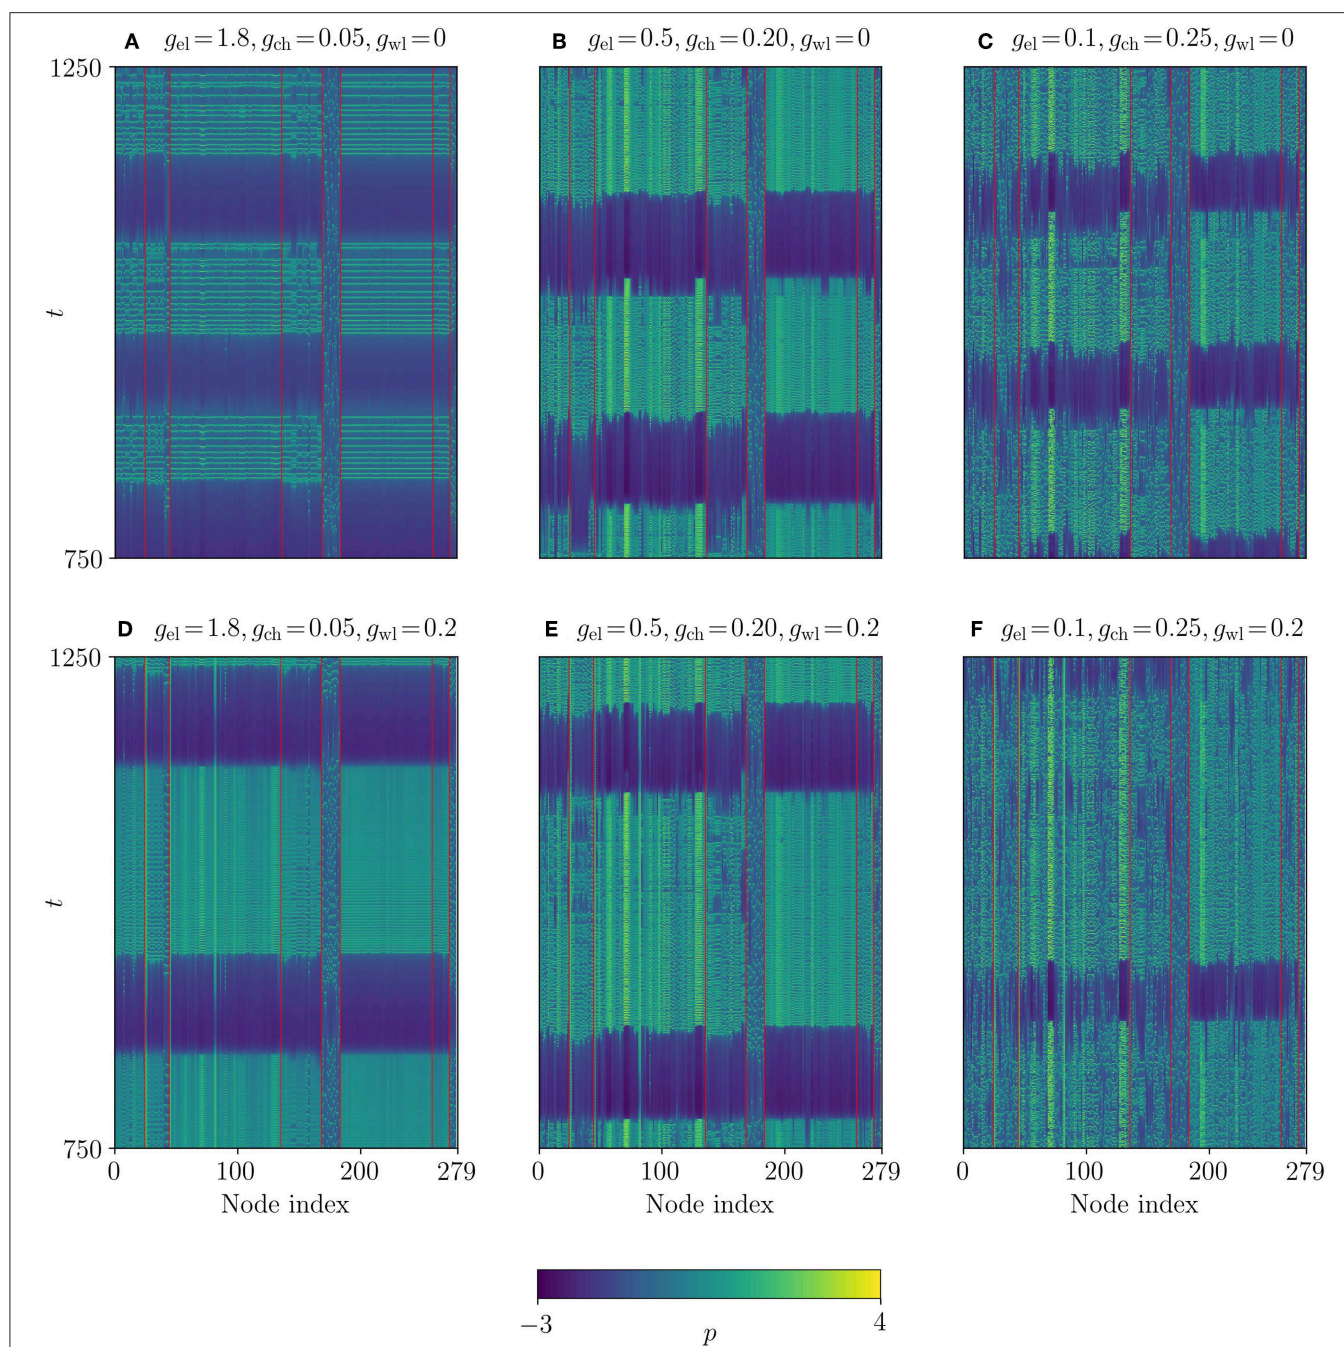 A g_el=1.8, g_ch=0.05, g_wl=0
B g_el=0.5, g_ch=0.20, g_wl=0
C g_el=0.1, g_ch=0.25, g_wl=0
1250
t
750
D g_el=1.8, g_ch=0.05, g_wl=0.2
E g_el=0.5, g_ch=0.20, g_wl=0.2
F g_el=0.1, g_ch=0.25, g_wl=0.2
1250
t
750
0 100 200 279
0 100 200 279
0 100 200 279
Node index
Node index
Node index
−3 4
p